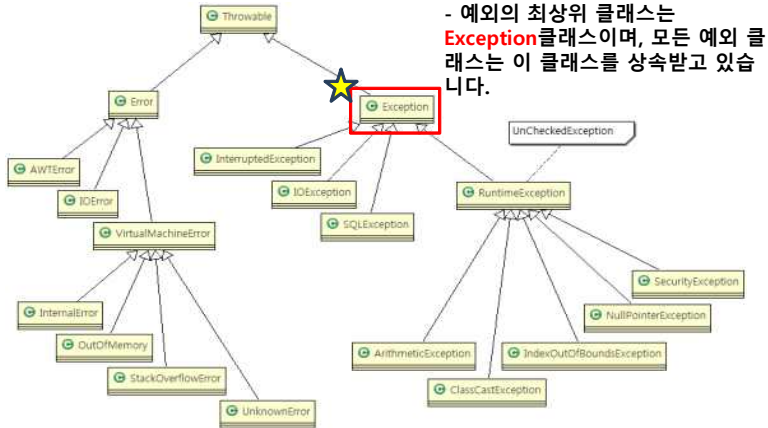 Throwable
- 예외의 최상위 클래스는
Exception클래스이며, 모든 예외 클
래스는 이 클래스를 상속받고 있습
니다.
Error
Exception
UnCheckedException
AWTError
InterruptedException
IOError
IOException
RuntimeException
SQLException
VirtualMachineError
SecurityException
InternalError
NullPointerException
OutOfMemory
ArithmeticException
IndexOutOfBoundsException
StackOverflowError
ClassCastException
UnknownError